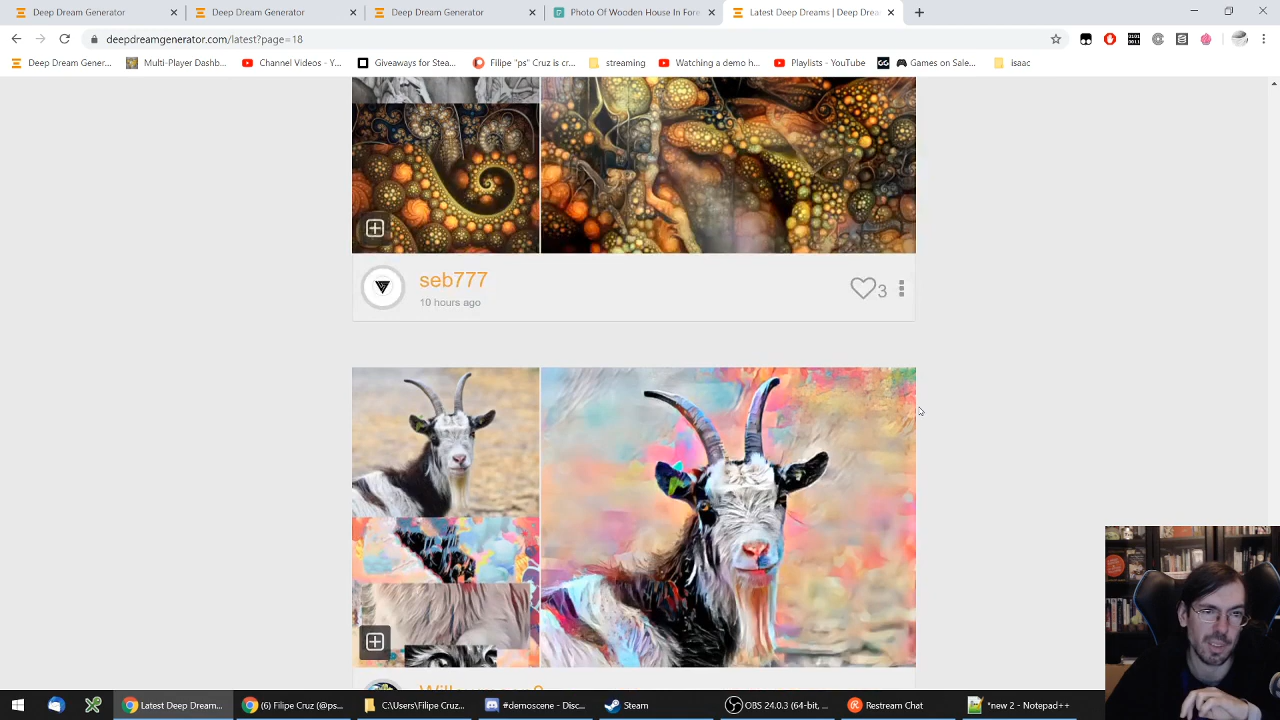 Deep Dream Generator
Deep Dream Generator
Deep Dream Generator
Photo Of Wooden House In Fore
Latest Deep Dreams | Deep Drea
deepdreamgenerator.com/latest?page=18
Deep Dream Gener...
Multi-Player Dashb...
Channel Videos - Y...
Giveaways for Stea...
Filipe "ps" Cruz is cr...
streaming
Watching a demo h...
Playlists - YouTube
GG
Games on Sale...
isaac
seb777
10 hours ago
3
Latest Deep Dream...
(6) Filipe Cruz (@ps...
C:\Users\Filipe Cruz...
#demoscene - Disc...
Steam
OBS 24.0.3 (64-bit, ...
Restream Chat
*new 2 - Notepad++